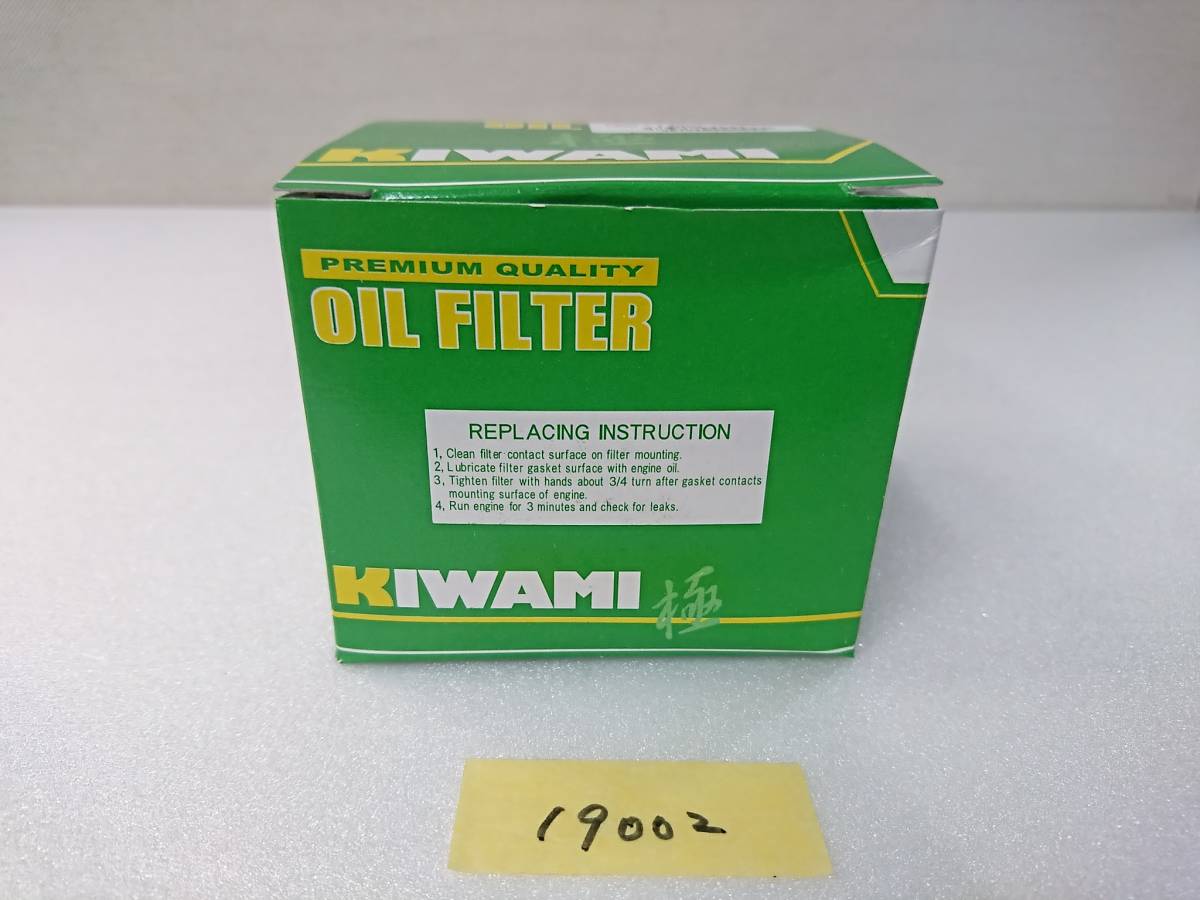 OIL
KIWAMI
PREMIUM QUALITY
OIL FILTER
REPLACING INSTRUCTION
1, Clean filter contact surface on filter mounting.
2, Lubricate filter gasket surface with engine oil.
3, Tighten filter with hands about 3/4 turn after gasket contacts
mounting surface of engine.
4, Run engine for 3 minutes and check for leaks.
KIWAMI 極
19002